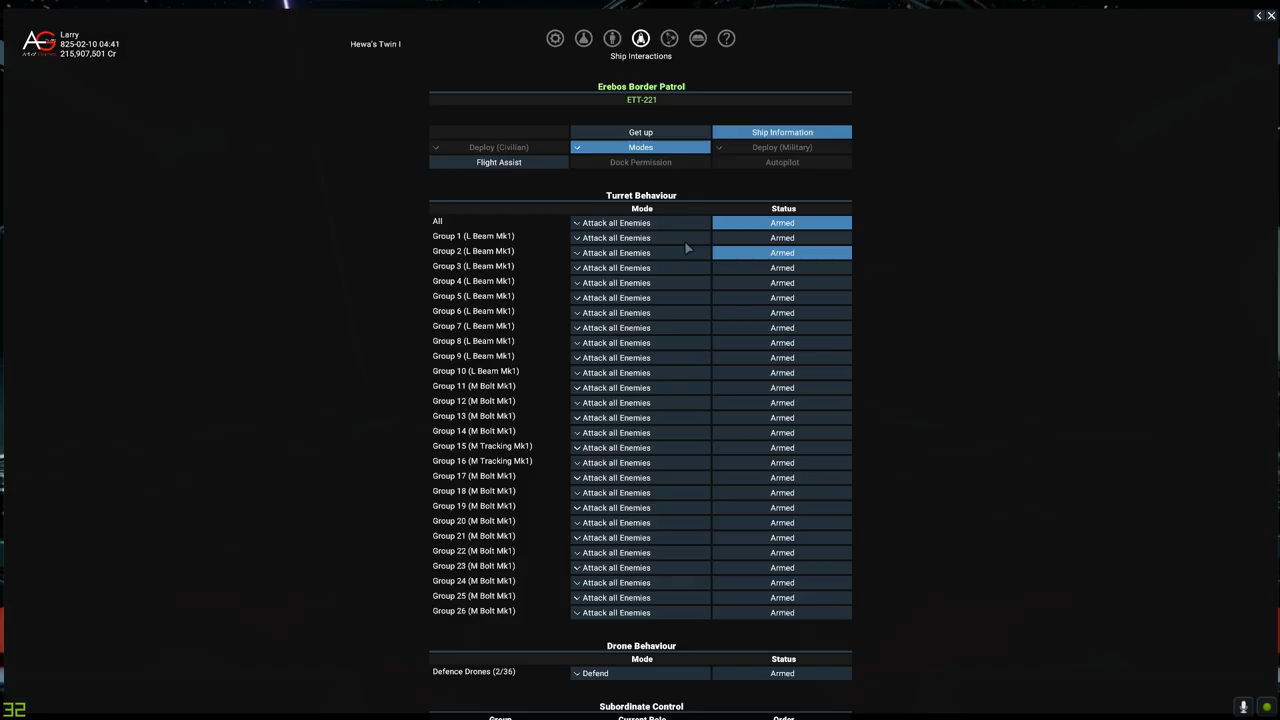 Larry
825-02-10 04:41
215,907,501 Cr
AG
Hewa's Twin I
Ship Interactions
Erebos Border Patrol
ETT-221
Get up Ship Information
Deploy (Civilian) Modes Deploy (Military)
Flight Assist Dock Permission Autopilot
Turret Behaviour
Mode Status
All Attack all Enemies Armed
Group 1 (L Beam Mk1) Attack all Enemies Armed
Group 2 (L Beam Mk1) Attack all Enemies Armed
Group 3 (L Beam Mk1) Attack all Enemies Armed
Group 4 (L Beam Mk1) Attack all Enemies Armed
Group 5 (L Beam Mk1) Attack all Enemies Armed
Group 6 (L Beam Mk1) Attack all Enemies Armed
Group 7 (L Beam Mk1) Attack all Enemies Armed
Group 8 (L Beam Mk1) Attack all Enemies Armed
Group 9 (L Beam Mk1) Attack all Enemies Armed
Group 10 (L Beam Mk1) Attack all Enemies Armed
Group 11 (M Bolt Mk1) Attack all Enemies Armed
Group 12 (M Bolt Mk1) Attack all Enemies Armed
Group 13 (M Bolt Mk1) Attack all Enemies Armed
Group 14 (M Bolt Mk1) Attack all Enemies Armed
Group 15 (M Tracking Mk1) Attack all Enemies Armed
Group 16 (M Tracking Mk1) Attack all Enemies Armed
Group 17 (M Bolt Mk1) Attack all Enemies Armed
Group 18 (M Bolt Mk1) Attack all Enemies Armed
Group 19 (M Bolt Mk1) Attack all Enemies Armed
Group 20 (M Bolt Mk1) Attack all Enemies Armed
Group 21 (M Bolt Mk1) Attack all Enemies Armed
Group 22 (M Bolt Mk1) Attack all Enemies Armed
Group 23 (M Bolt Mk1) Attack all Enemies Armed
Group 24 (M Bolt Mk1) Attack all Enemies Armed
Group 25 (M Bolt Mk1) Attack all Enemies Armed
Group 26 (M Bolt Mk1) Attack all Enemies Armed
Drone Behaviour
Mode Status
Defence Drones (2/36) Defend Armed
Subordinate Control
Group Current Role Order
32